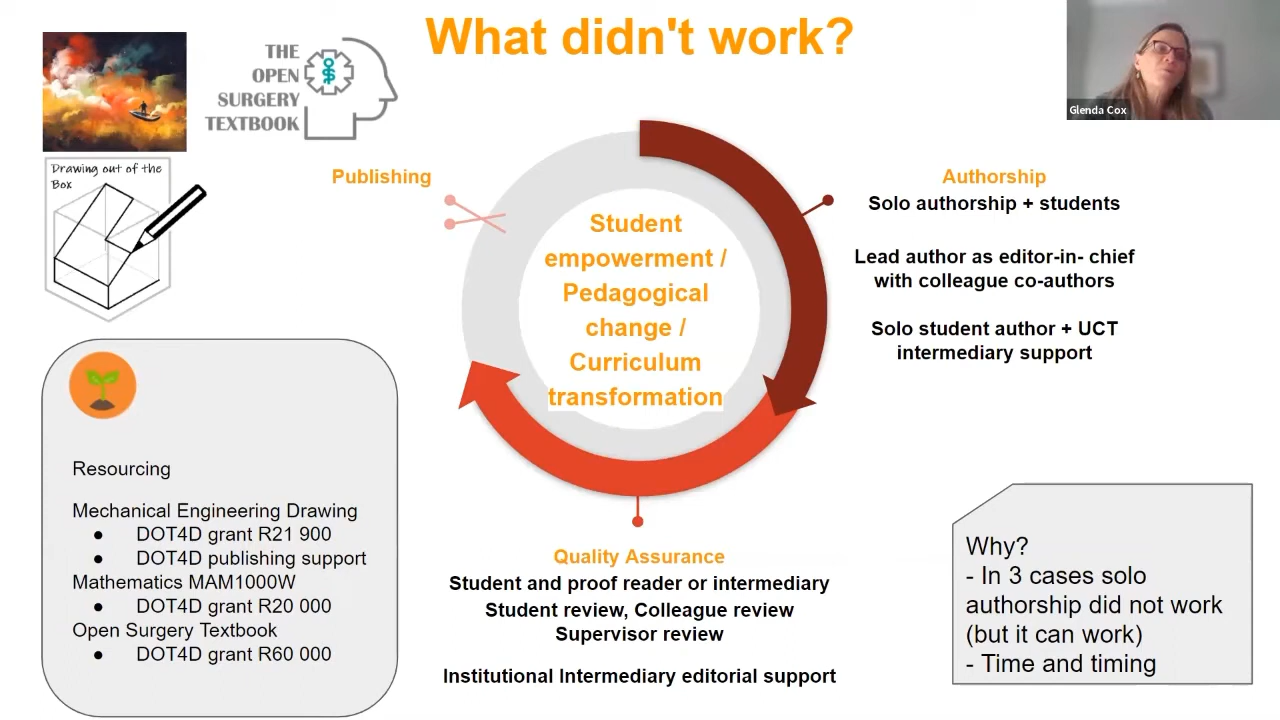 What didn't work?
THE
OPEN
SURGERY
TEXTBOOK
Glenda Cox
Drawing out of the
Box
Publishing
Authorship
Solo authorship + students
Lead author as editor-in- chief
with colleague co-authors
Solo student author + UCT
intermediary support
Student
empowerment /
Pedagogical
change /
Curriculum
transformation
Resourcing
Mechanical Engineering Drawing
● DOT4D grant R21 900
● DOT4D publishing support
Mathematics MAM1000W
● DOT4D grant R20 000
Open Surgery Textbook
● DOT4D grant R60 000
Quality Assurance
Student and proof reader or intermediary
Student review, Colleague review
Supervisor review
Institutional Intermediary editorial support
Why?
- In 3 cases solo
authorship did not work
(but it can work)
- Time and timing